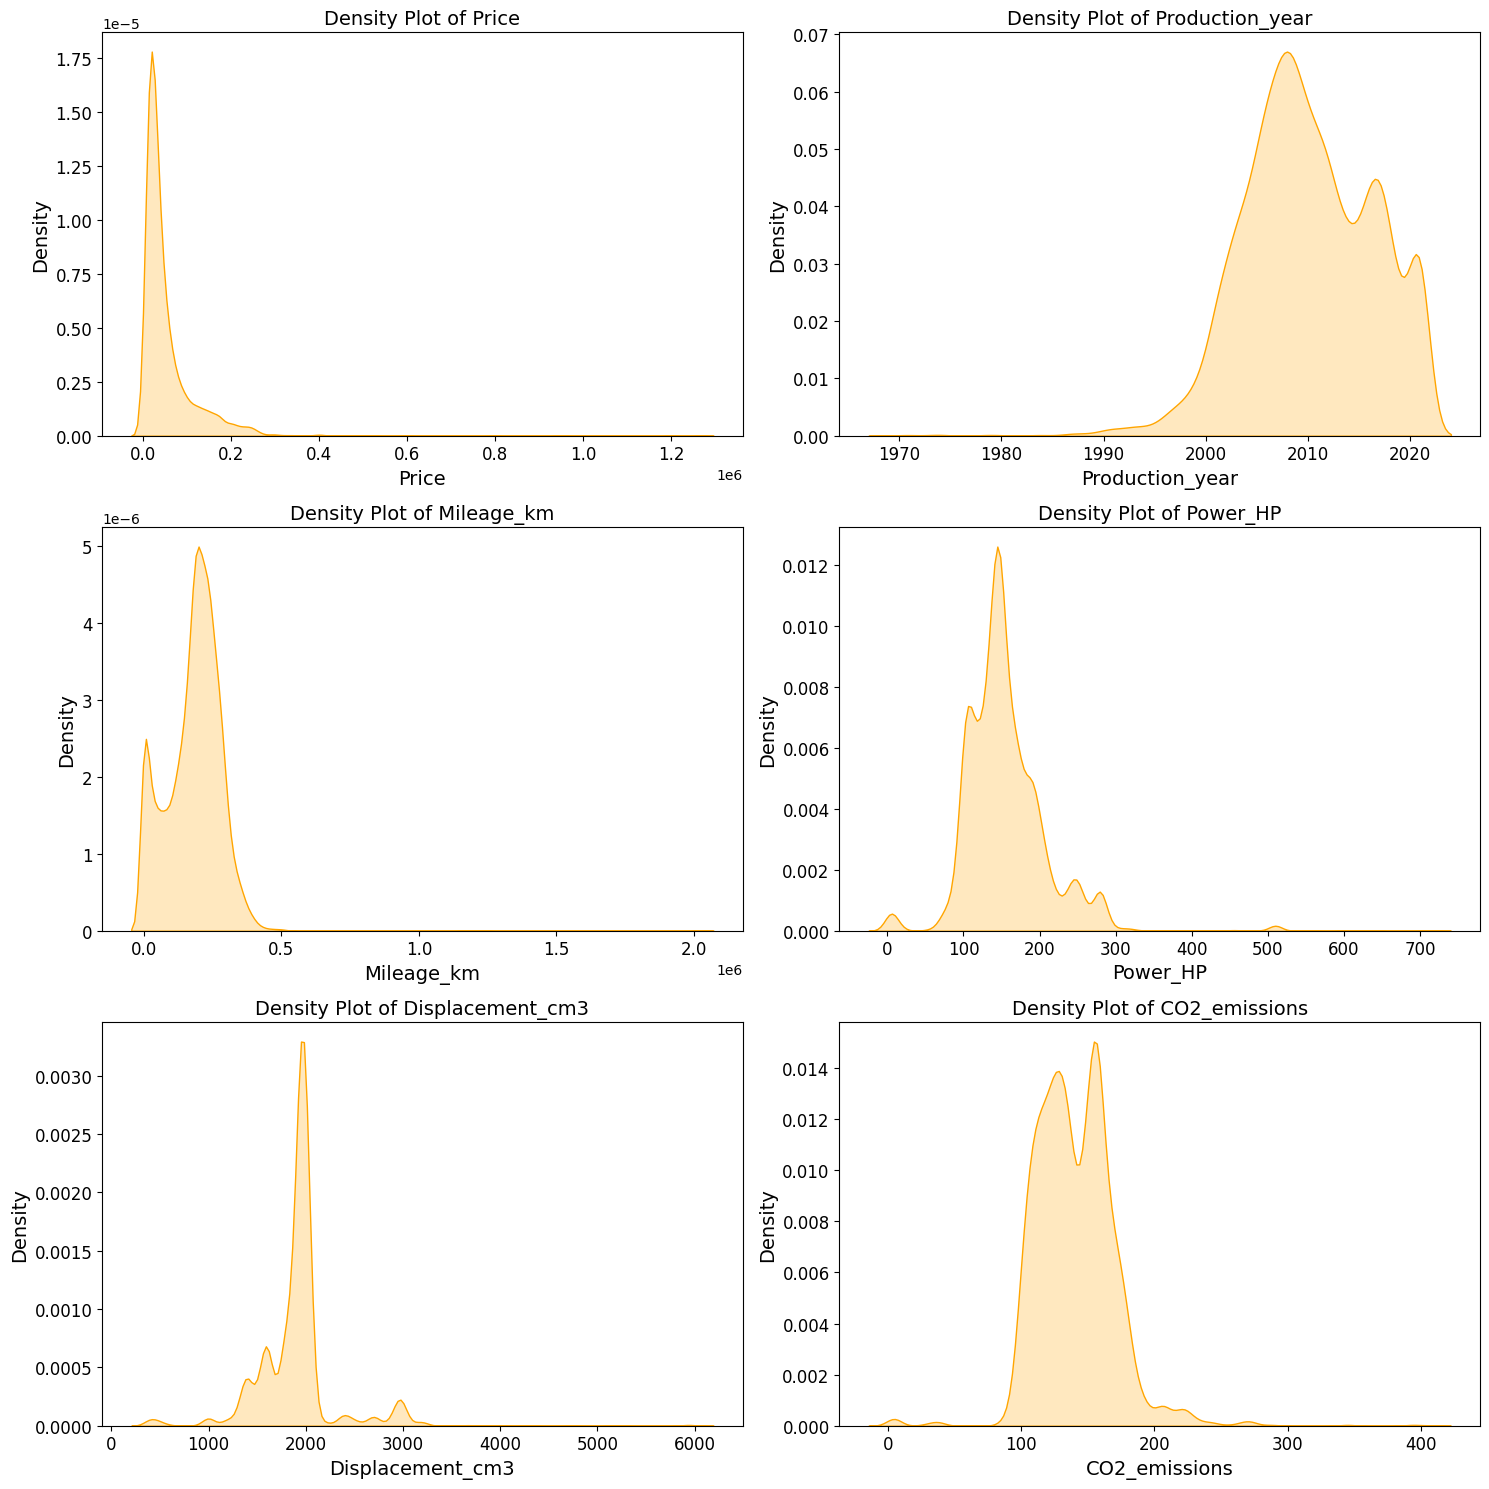 Density Plot of Price
1e−5
1.75
1.50
1.25
1.00
0.75
0.50
0.25
0.00
Density
0.0 0.2 0.4 0.6 0.8 1.0 1.2
1e6
Price
Density Plot of Production_year
0.07
0.06
0.05
0.04
0.03
0.02
0.01
0.00
Density
1970 1980 1990 2000 2010 2020
Production_year
Density Plot of Mileage_km
1e−6
5
4
3
2
1
0
Density
0.0 0.5 1.0 1.5 2.0
1e6
Mileage_km
Density Plot of Power_HP
0.012
0.010
0.008
0.006
0.004
0.002
0.000
Density
0 100 200 300 400 500 600 700
Power_HP
Density Plot of Displacement_cm3
0.0030
0.0025
0.0020
0.0015
0.0010
0.0005
0.0000
Density
0 1000 2000 3000 4000 5000 6000
Displacement_cm3
Density Plot of CO2_emissions
0.014
0.012
0.010
0.008
0.006
0.004
0.002
0.000
Density
0 100 200 300 400
CO2_emissions